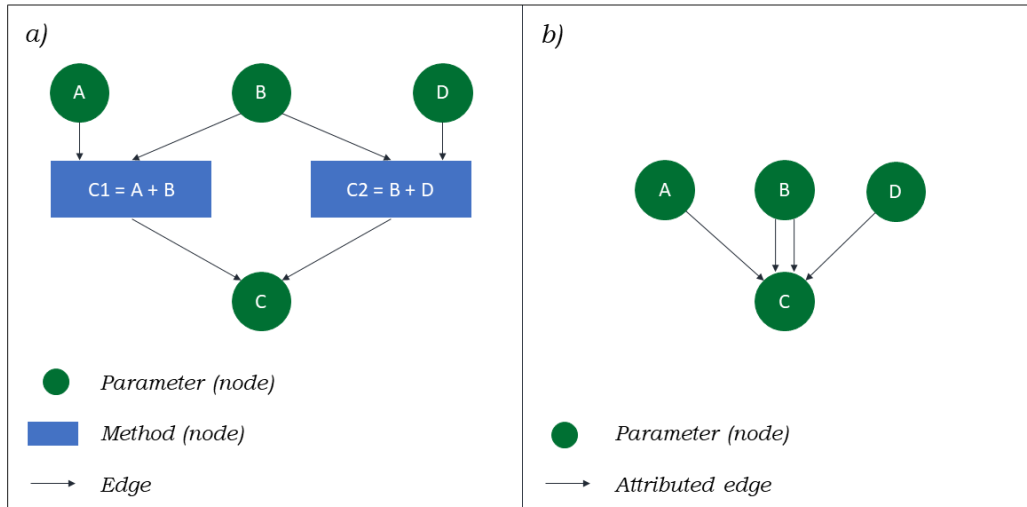 a)
A
B
D
C1 = A + B
C2 = B + D
C
Parameter (node)
Method (node)
Edge
b)
A
B
D
C
Parameter (node)
Attributed edge